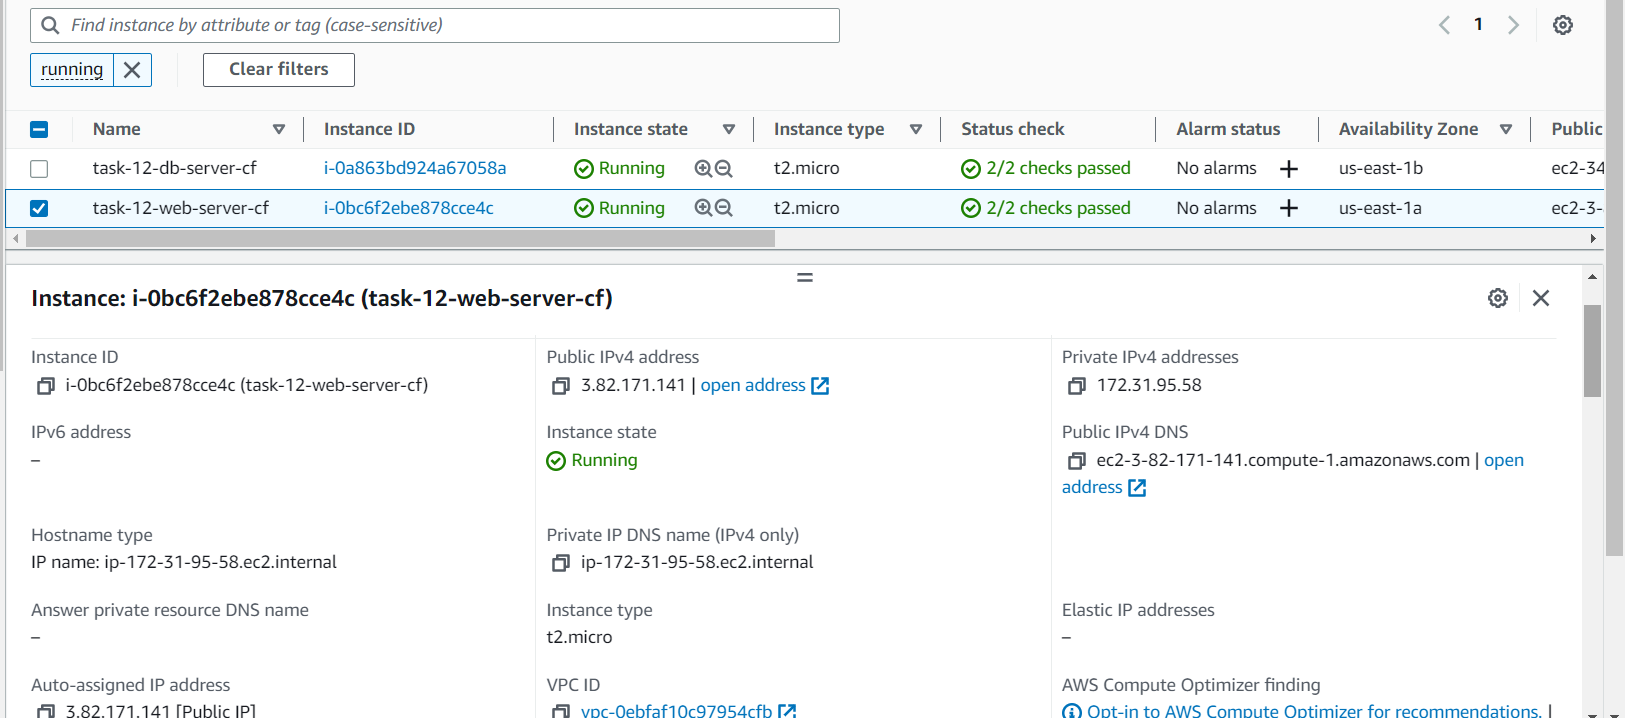 Find instance by attribute or tag (case-sensitive)
1
running
Clear filters
Name Instance ID Instance state Instance type Status check Alarm status Availability Zone Public
task-12-db-server-cf i-0a863bd924a67058a Running t2.micro 2/2 checks passed No alarms us-east-1b ec2-34
task-12-web-server-cf i-0bc6f2ebe878cce4c Running t2.micro 2/2 checks passed No alarms us-east-1a ec2-3-
Instance: i-0bc6f2ebe878cce4c (task-12-web-server-cf)
Instance ID Public IPv4 address Private IPv4 addresses
i-0bc6f2ebe878cce4c (task-12-web-server-cf) 3.82.171.141 | open address 172.31.95.58
IPv6 address Instance state Public IPv4 DNS
– Running ec2-3-82-171-141.compute-1.amazonaws.com | open
address
Hostname type Private IP DNS name (IPv4 only)
IP name: ip-172-31-95-58.ec2.internal ip-172-31-95-58.ec2.internal
Answer private resource DNS name Instance type Elastic IP addresses
– t2.micro –
Auto-assigned IP address VPC ID AWS Compute Optimizer finding
3.82.171.141 [Public IP] vpc-0ebfaf10c97954cfb Opt-in to AWS Compute Optimizer for recommendations. |